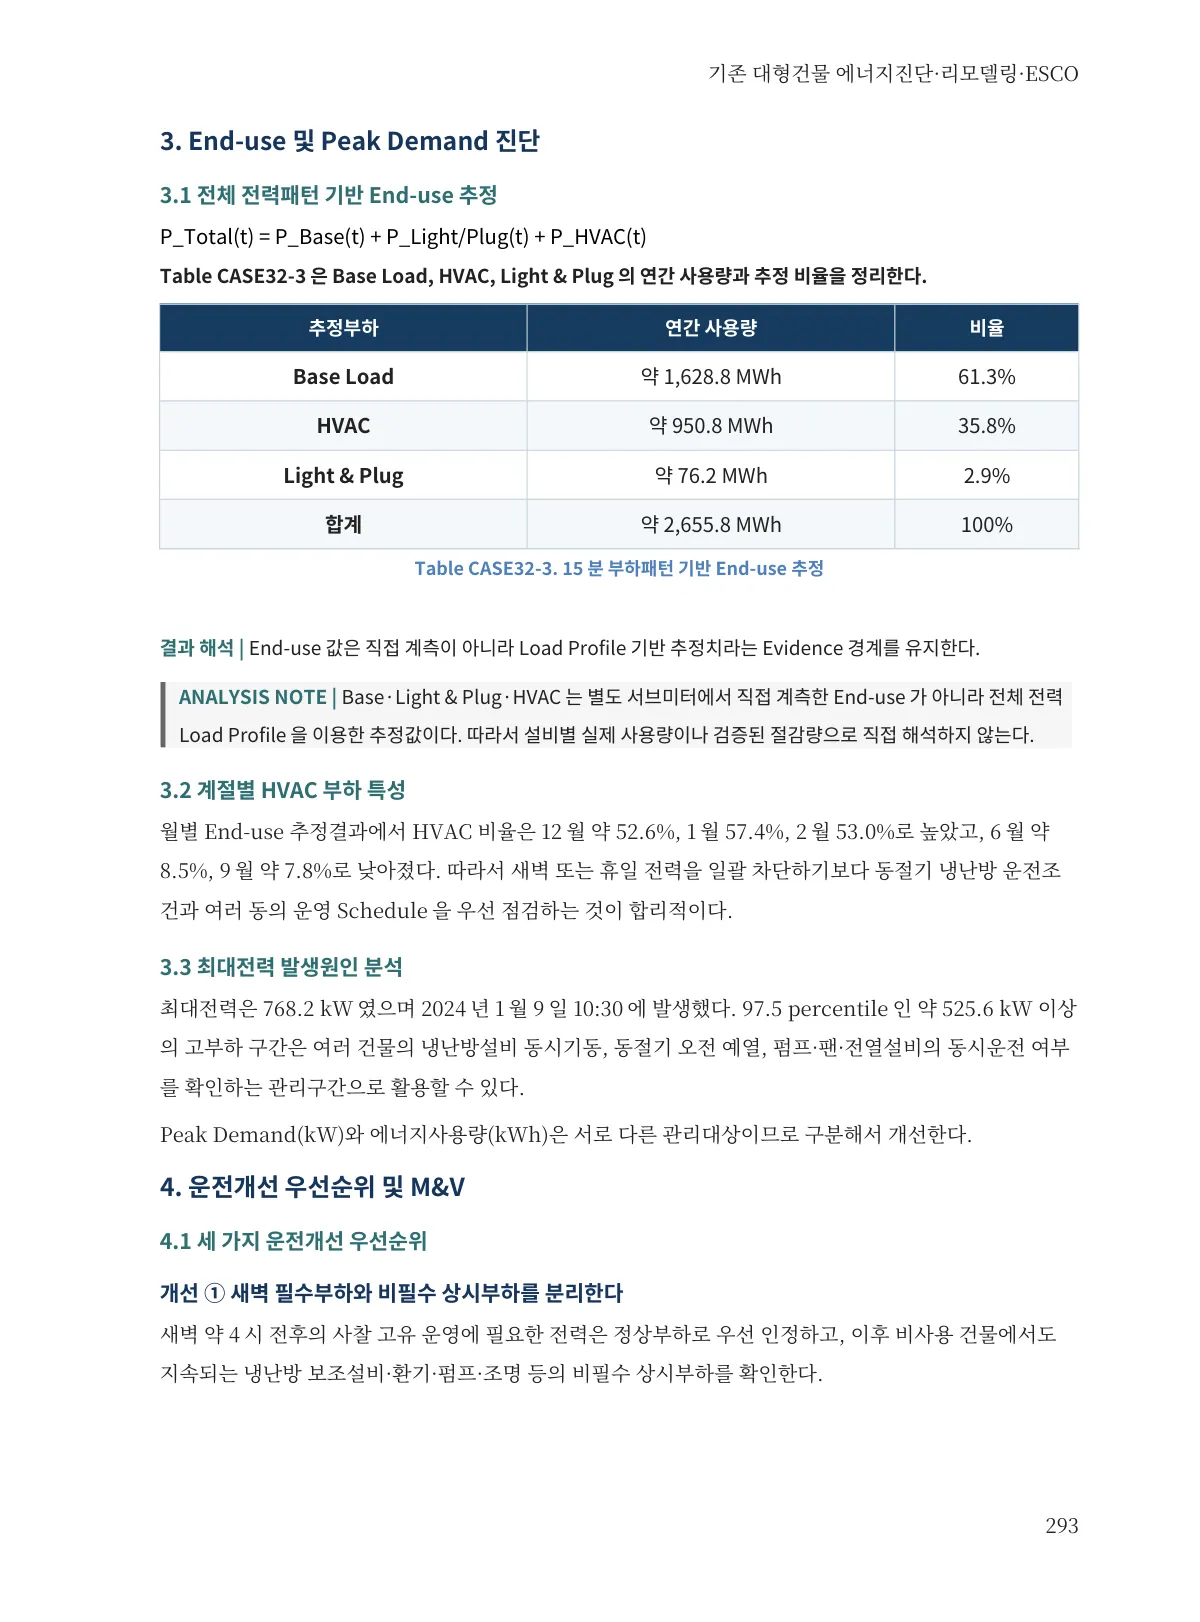 기존 대형건물 에너지진단·리모델링·ESCO
3. End-use 및 Peak Demand 진단
3.1 전체 전력패턴 기반 End-use 추정
P_Total(t) = P_Base(t) + P_Light/Plug(t) + P_HVAC(t)
Table CASE32-3 은 Base Load, HVAC, Light & Plug 의 연간 사용량과 추정 비율을 정리한다.
추정부하 연간 사용량 비율
Base Load 약 1,628.8 MWh 61.3%
HVAC 약 950.8 MWh 35.8%
Light & Plug 약 76.2 MWh 2.9%
합계 약 2,655.8 MWh 100%
Table CASE32-3. 15 분 부하패턴 기반 End-use 추정
결과 해석 | End-use 값은 직접 계측이 아니라 Load Profile 기반 추정치라는 Evidence 경계를 유지한다.
ANALYSIS NOTE | Base·Light & Plug·HVAC 는 별도 서브미터에서 직접 계측한 End-use 가 아니라 전체 전력
Load Profile 을 이용한 추정값이다. 따라서 설비별 실제 사용량이나 검증된 절감량으로 직접 해석하지 않는다.
3.2 계절별 HVAC 부하 특성
월별 End-use 추정결과에서 HVAC 비율은 12 월 약 52.6%, 1 월 57.4%, 2 월 53.0%로 높았고, 6 월 약
8.5%, 9 월 약 7.8%로 낮아졌다. 따라서 새벽 또는 휴일 전력을 일괄 차단하기보다 동절기 냉난방 운전조
건과 여러 동의 운영 Schedule 을 우선 점검하는 것이 합리적이다.
3.3 최대전력 발생원인 분석
최대전력은 768.2 kW 였으며 2024 년 1 월 9 일 10:30 에 발생했다. 97.5 percentile 인 약 525.6 kW 이상
의 고부하 구간은 여러 건물의 냉난방설비 동시기동, 동절기 오전 예열, 펌프·팬·전열설비의 동시운전 여부
를 확인하는 관리구간으로 활용할 수 있다.
Peak Demand(kW)와 에너지사용량(kWh)은 서로 다른 관리대상이므로 구분해서 개선한다.
4. 운전개선 우선순위 및 M&V
4.1 세 가지 운전개선 우선순위
개선 ① 새벽 필수부하와 비필수 상시부하를 분리한다
새벽 약 4 시 전후의 사찰 고유 운영에 필요한 전력은 정상부하로 우선 인정하고, 이후 비사용 건물에서도
지속되는 냉난방 보조설비·환기·펌프·조명 등의 비필수 상시부하를 확인한다.
293